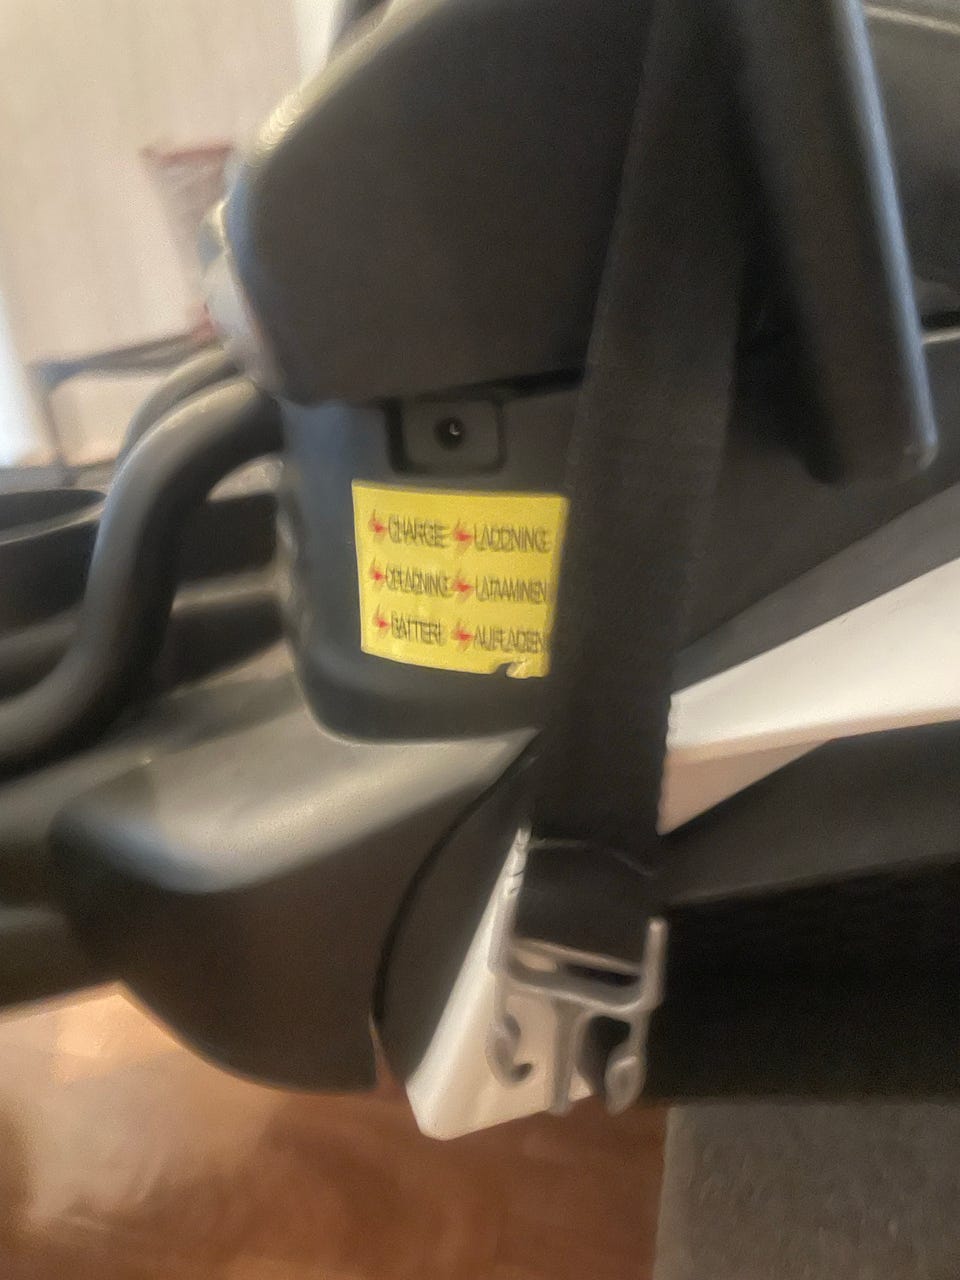 CHARGE LADDNING
OPLADNING LATAAMINEN
BATTERI AUFLADEN